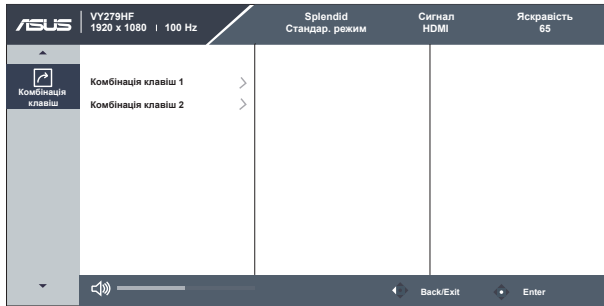 ASUS
VY279HF
1920 x 1080 | 100 Hz
Splendid
Стандар. режим
Сигнал
HDMI
Яскравість
65
Комбінація
клавіш
Комбінація клавіш 1
Комбінація клавіш 2
Back/Exit
Enter